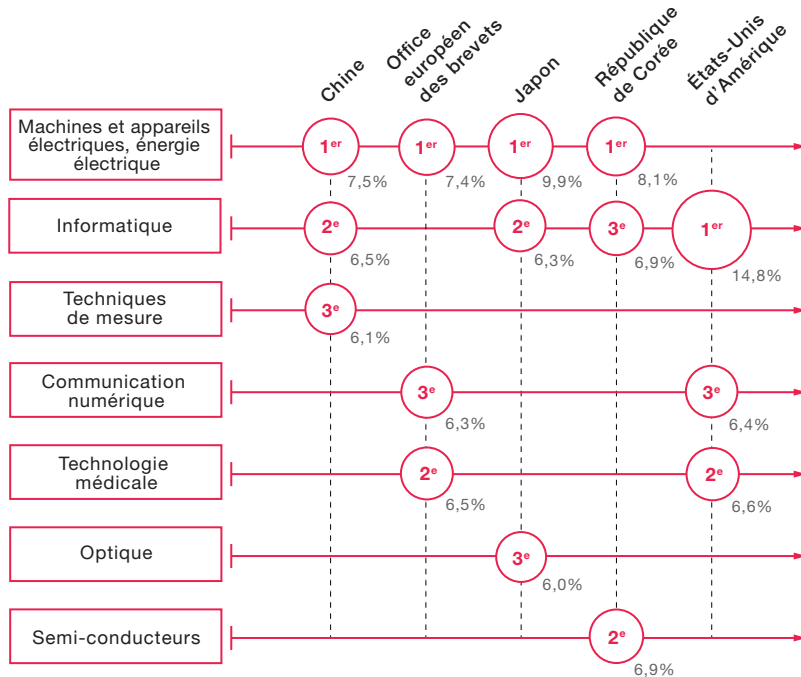 Chine
Office
européen
des brevets
Japon
République
de Corée
États-Unis
d'Amérique
Machines et appareils
électriques, énergie
électrique
1er 1er 1er 1er
7,5% 7,4% 9,9% 8,1%
Informatique
2e 2e 3e 1er
6,5% 6,3% 6,9% 14,8%
Techniques
de mesure
3e
6,1%
Communication
numérique
3e 3e
6,3% 6,4%
Technologie
médicale
2e 2e
6,5% 6,6%
Optique
3e
6,0%
Semi-conducteurs
2e
6,9%